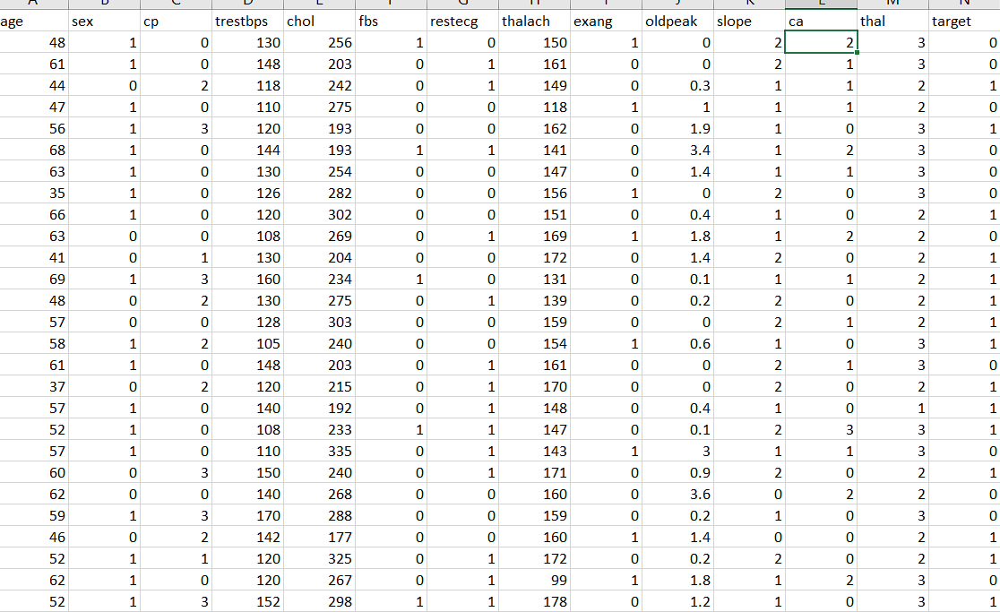 age sex cp trestbps chol fbs restecg thalach exang oldpeak slope ca thal target
48 1 0 130 256 1 0 150 1 0 2 2 3 0
61 1 0 148 203 0 1 161 0 0 2 1 3 0
44 0 2 118 242 0 1 149 0 0.3 1 1 2 1
47 1 0 110 275 0 0 118 1 1 1 1 2 0
56 1 3 120 193 0 0 162 0 1.9 1 0 3 1
68 1 0 144 193 1 1 141 0 3.4 1 2 3 0
63 1 0 130 254 0 0 147 0 1.4 1 1 3 0
35 1 0 126 282 0 0 156 1 0 2 0 3 0
66 1 0 120 302 0 0 151 0 0.4 1 0 2 1
63 0 0 108 269 0 1 169 1 1.8 1 2 2 0
41 0 1 130 204 0 0 172 0 1.4 2 0 2 1
69 1 3 160 234 1 0 131 0 0.1 1 1 2 1
48 0 2 130 275 0 1 139 0 0.2 2 0 2 1
57 0 0 128 303 0 0 159 0 0 2 1 2 1
58 1 2 105 240 0 0 154 1 0.6 1 0 3 1
61 1 0 148 203 0 1 161 0 0 2 1 3 0
37 0 2 120 215 0 1 170 0 0 2 0 2 1
57 1 0 140 192 0 1 148 0 0.4 1 0 1 1
52 1 0 108 233 1 1 147 0 0.1 2 3 3 1
57 1 0 110 335 0 1 143 1 3 1 1 3 0
60 0 3 150 240 0 1 171 0 0.9 2 0 2 1
62 0 0 140 268 0 0 160 0 3.6 0 2 2 0
59 1 3 170 288 0 0 159 0 0.2 1 0 3 0
46 0 2 142 177 0 0 160 1 1.4 0 0 2 1
52 1 1 120 325 0 1 172 0 0.2 2 0 2 1
62 1 0 120 267 0 1 99 1 1.8 1 2 3 0
52 1 3 152 298 1 1 178 0 1.2 1 0 3 1